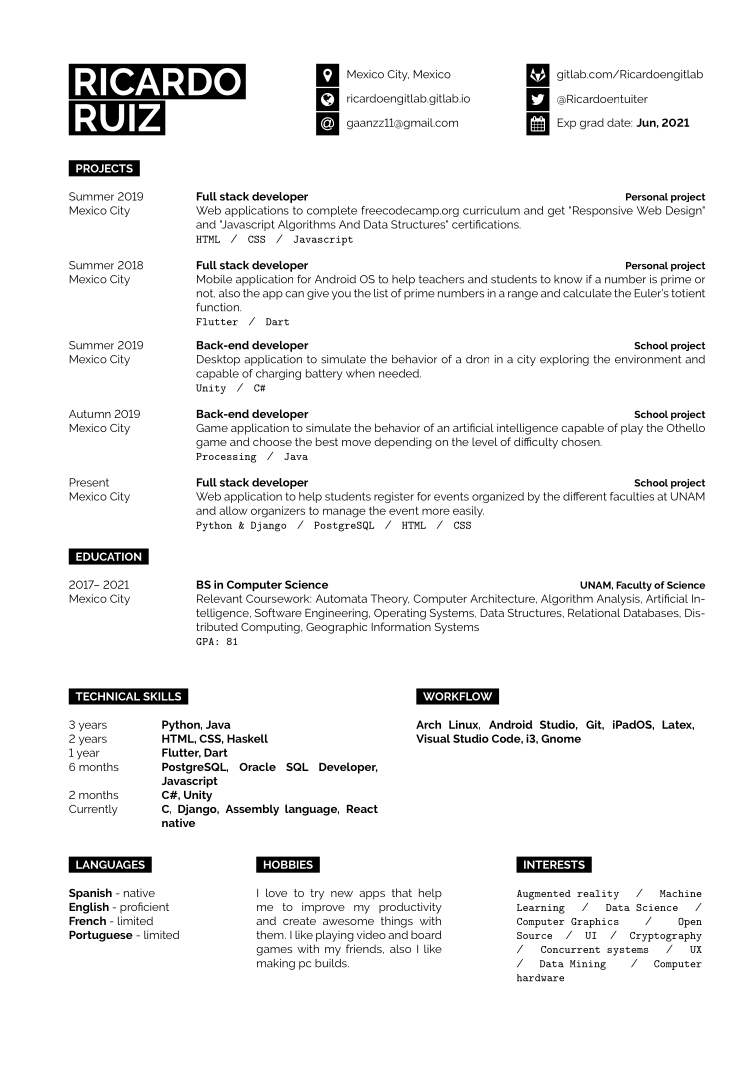 RICARDO
RUIZ
Mexico City, Mexico
ricardoengitlab.gitlab.io
gaanzz11@gmail.com
gitlab.com/Ricardoengitlab
@Ricardoentuiter
Exp grad date: Jun, 2021
PROJECTS
Summer 2019
Mexico City
Full stack developer Personal project
Web applications to complete freecodecamp.org curriculum and get "Responsive Web Design"
and "Javascript Algorithms And Data Structures" certifications.
HTML / CSS / Javascript
Summer 2018
Mexico City
Full stack developer Personal project
Mobile application for Android OS to help teachers and students to know if a number is prime or
not, also the app can give you the list of prime numbers in a range and calculate the Euler's totient
function.
Flutter / Dart
Summer 2019
Mexico City
Back-end developer School project
Desktop application to simulate the behavior of a dron in a city exploring the environment and
capable of charging battery when needed.
Unity / C#
Autumn 2019
Mexico City
Back-end developer School project
Game application to simulate the behavior of an artificial intelligence capable of play the Othello
game and choose the best move depending on the level of difficulty chosen.
Processing / Java
Present
Mexico City
Full stack developer School project
Web application to help students register for events organized by the different faculties at UNAM
and allow organizers to manage the event more easily.
Python & Django / PostgreSQL / HTML / CSS
EDUCATION
2017– 2021
Mexico City
BS in Computer Science UNAM, Faculty of Science
Relevant Coursework: Automata Theory, Computer Architecture, Algorithm Analysis, Artificial In-
telligence, Software Engineering, Operating Systems, Data Structures, Relational Databases, Dis-
tributed Computing, Geographic Information Systems
GPA: 81
TECHNICAL SKILLS
3 years Python, Java
2 years HTML, CSS, Haskell
1 year Flutter, Dart
6 months PostgreSQL, Oracle SQL Developer,
Javascript
2 months C#, Unity
Currently C, Django, Assembly language, React
native
WORKFLOW
Arch Linux, Android Studio, Git, iPadOS, Latex,
Visual Studio Code, i3, Gnome
LANGUAGES
Spanish - native
English - proficient
French - limited
Portuguese - limited
HOBBIES
I love to try new apps that help
me to improve my productivity
and create awesome things with
them. I like playing video and board
games with my friends, also I like
making pc builds.
INTERESTS
Augmented reality / Machine
Learning / Data Science /
Computer Graphics / Open
Source / UI / Cryptography
/ Concurrent systems / UX
/ Data Mining / Computer
hardware